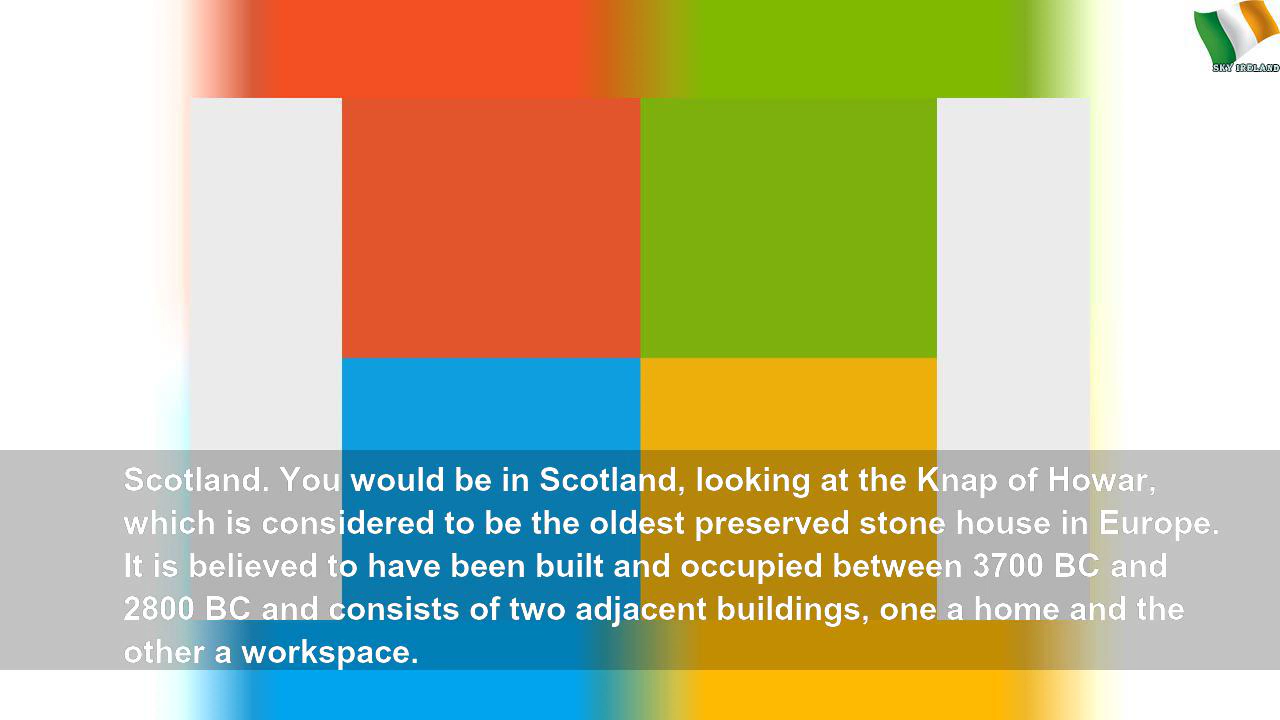 SKY IRELAND
Scotland. You would be in Scotland, looking at the Knap of Howar,
which is considered to be the oldest preserved stone house in Europe.
It is believed to have been built and occupied between 3700 BC and
2800 BC and consists of two adjacent buildings, one a home and the
other a workspace.